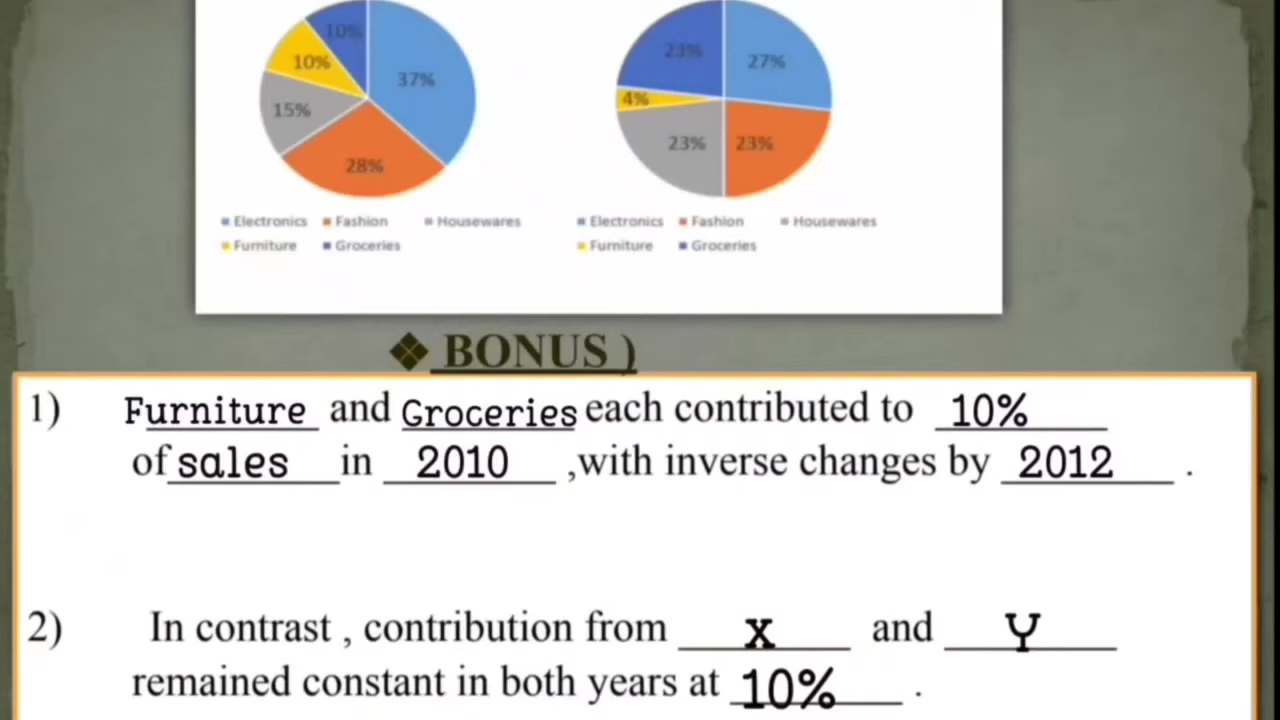 10% 37%
10%
15%
28%
23% 27%
4%
23% 23%
Electronics Fashion Housewares
Furniture Groceries
Electronics Fashion Housewares
Furniture Groceries
❖ BONUS )
1) Furniture and Groceries each contributed to 10%
of sales in 2010 ,with inverse changes by 2012 .
2) In contrast , contribution from X and Y
remained constant in both years at 10% .